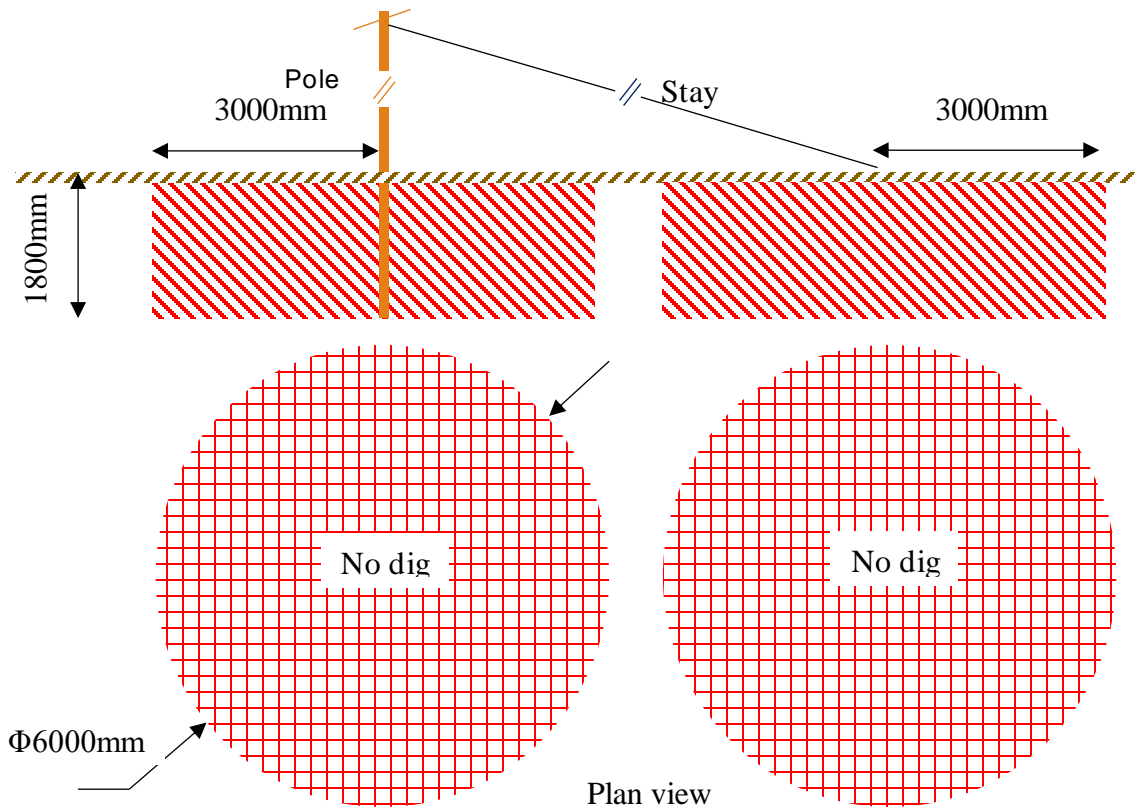 Pole
3000mm
Stay
3000mm
1800mm
No dig
No dig
Φ6000mm
Plan view